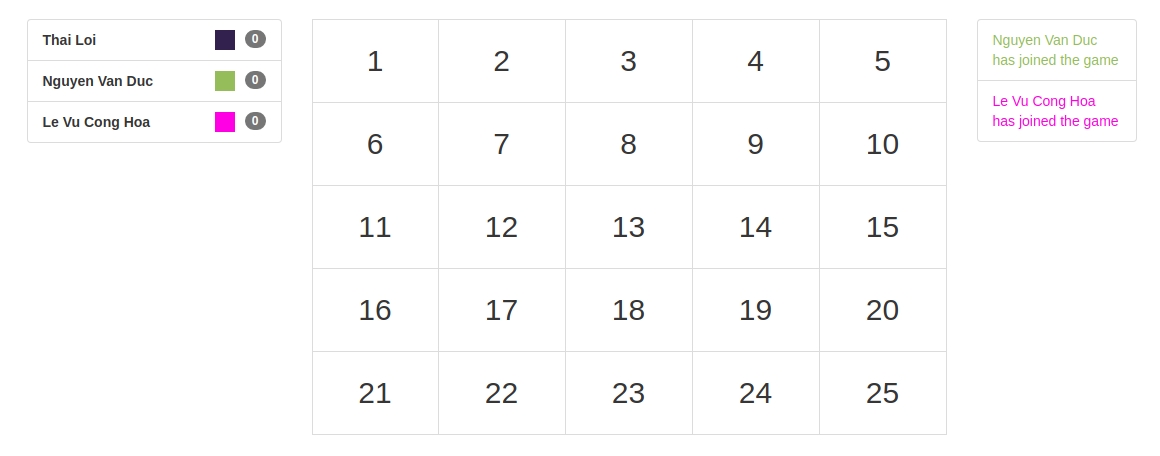 Thai Loi 0
Nguyen Van Duc 0
Le Vu Cong Hoa 0
1 2 3 4 5
6 7 8 9 10
11 12 13 14 15
16 17 18 19 20
21 22 23 24 25
Nguyen Van Duc
has joined the game
Le Vu Cong Hoa
has joined the game